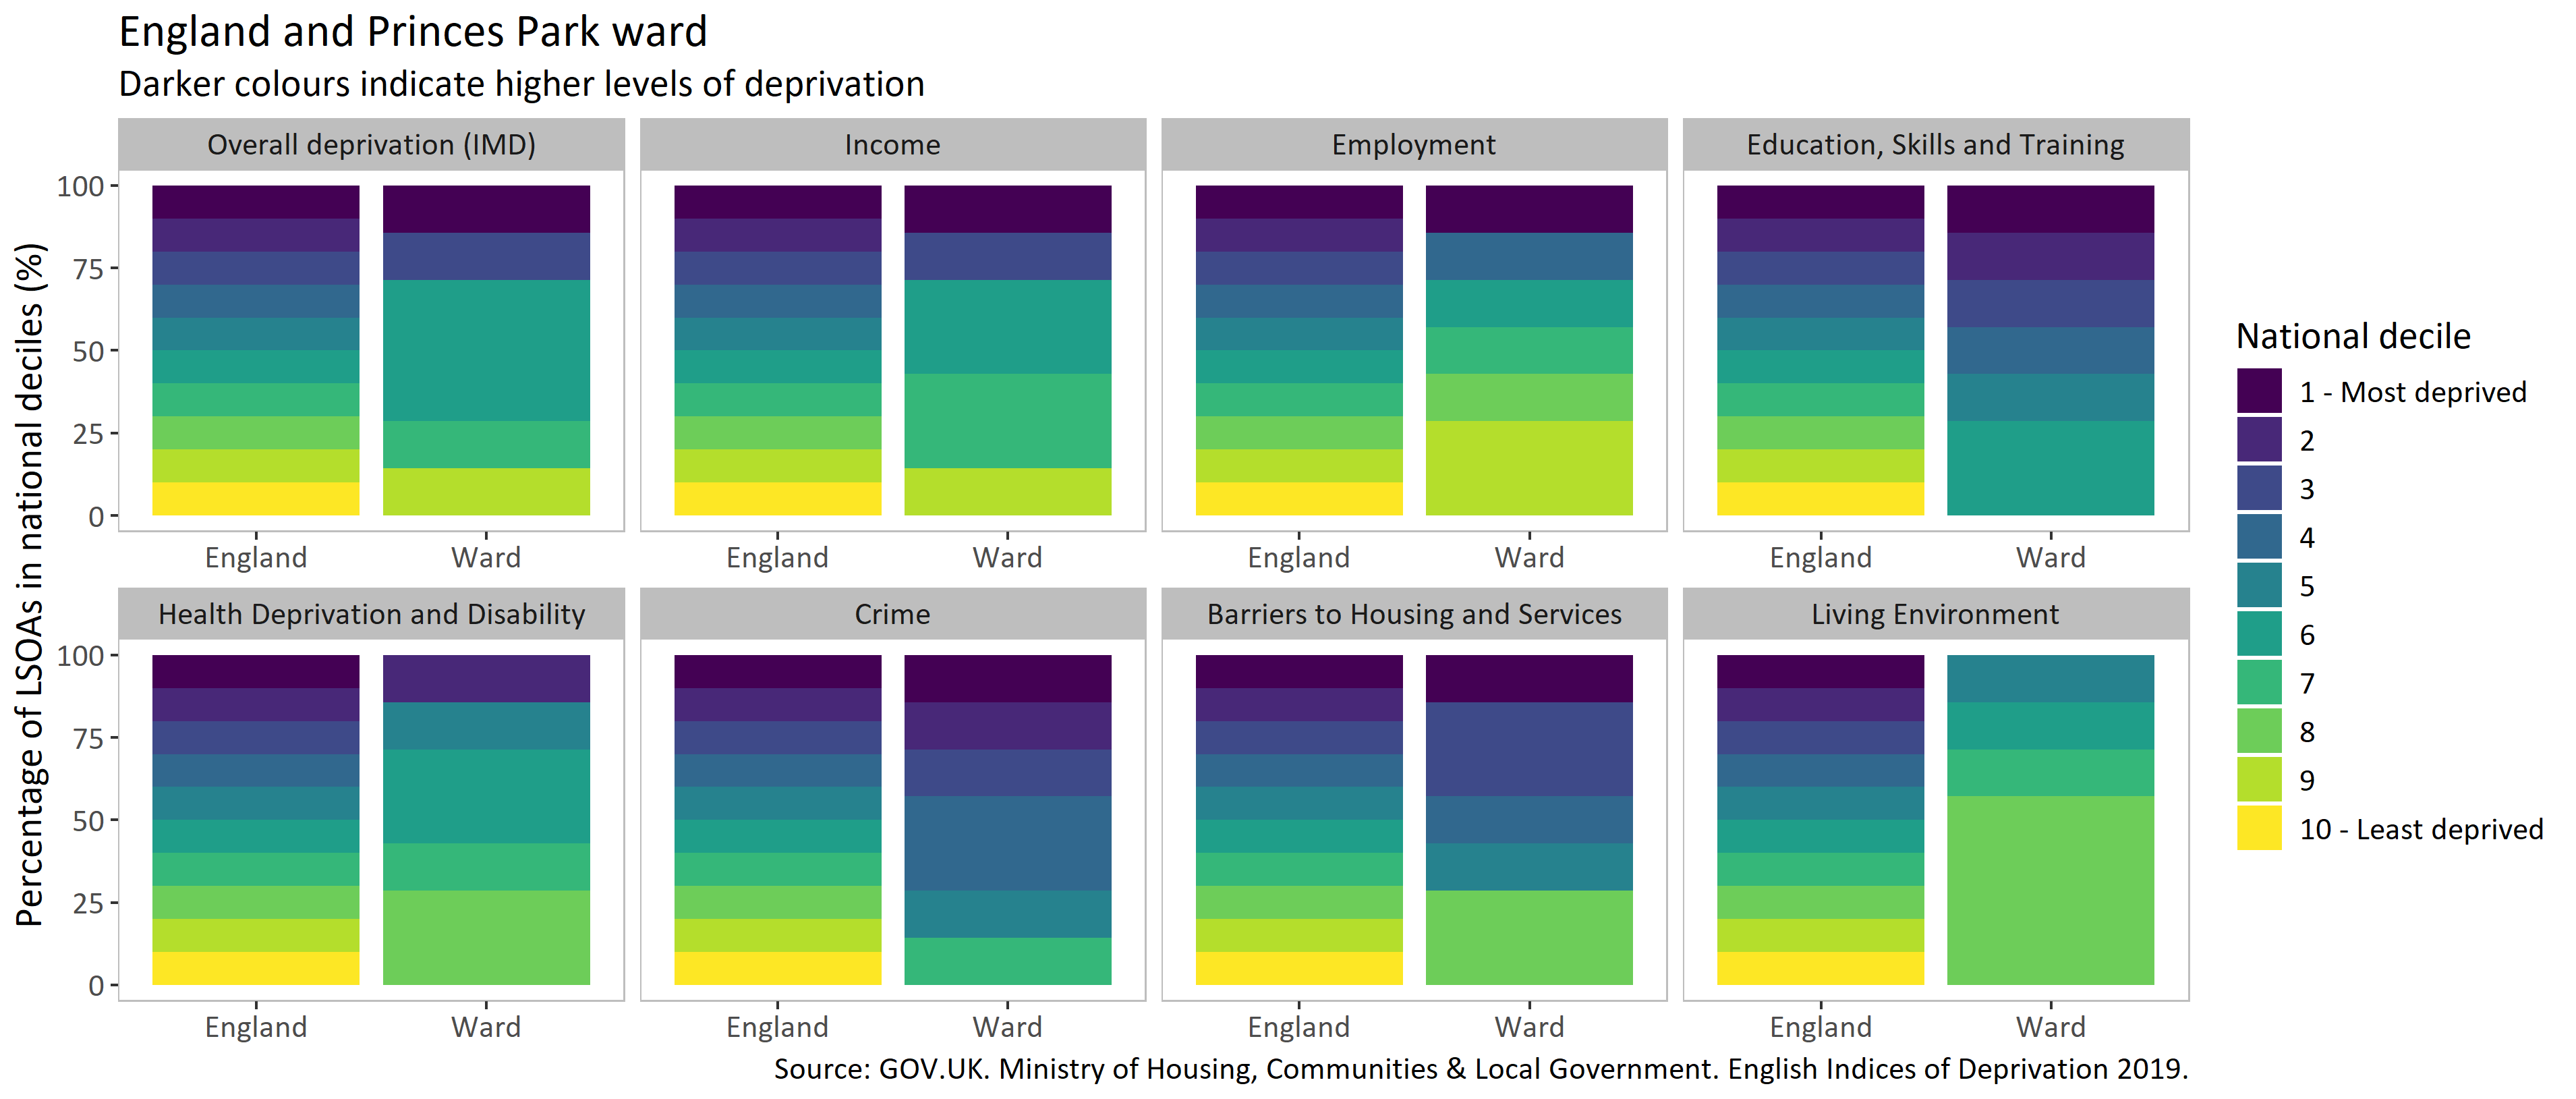 England and Princes Park ward
Darker colours indicate higher levels of deprivation
Percentage of LSOAs in national deciles (%)
Overall deprivation (IMD)
100
75
50
25
0
England Ward
Income
England Ward
Employment
England Ward
Education, Skills and Training
England Ward
Health Deprivation and Disability
100
75
50
25
0
England Ward
Crime
England Ward
Barriers to Housing and Services
England Ward
Living Environment
England Ward
National decile
1 - Most deprived
2
3
4
5
6
7
8
9
10 - Least deprived
Source: GOV.UK. Ministry of Housing, Communities & Local Government. English Indices of Deprivation 2019.